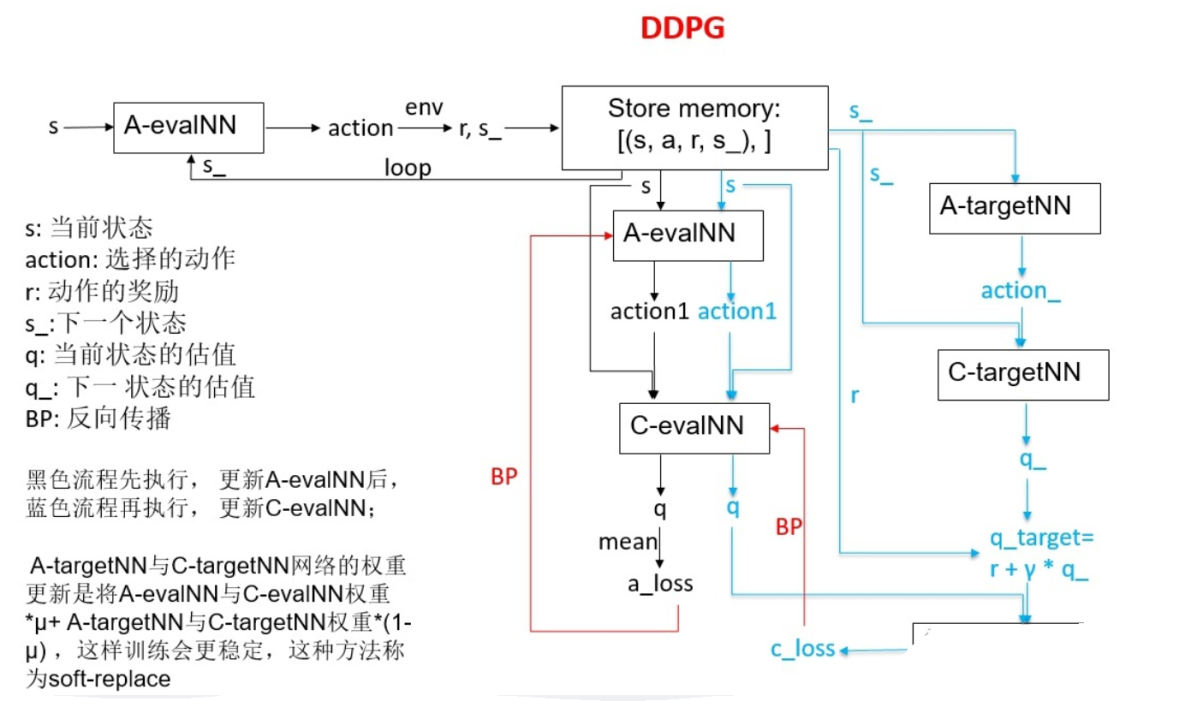 DDPG
s
A-evalNN
action
env
r, s_
Store memory:
[(s, a, r, s_), ]
s_
loop
s_
s_
s
s
A-evalNN
A-targetNN
action1
action1
action_
s: 当前状态
action: 选择的动作
r: 动作的奖励
s_:下一个状态
q: 当前状态的估值
q_: 下一 状态的估值
BP: 反向传播
C-evalNN
C-targetNN
r
BP
q
q
q_
BP
mean
a_loss
q_target=
r + γ * q_
c_loss
黑色流程先执行， 更新A-evalNN后，
蓝色流程再执行， 更新C-evalNN；
A-targetNN与C-targetNN网络的权重
更新是将A-evalNN与C-evalNN权重
*μ+ A-targetNN与C-targetNN权重*(1-
μ) ，这样训练会更稳定，这种方法称
为soft-replace